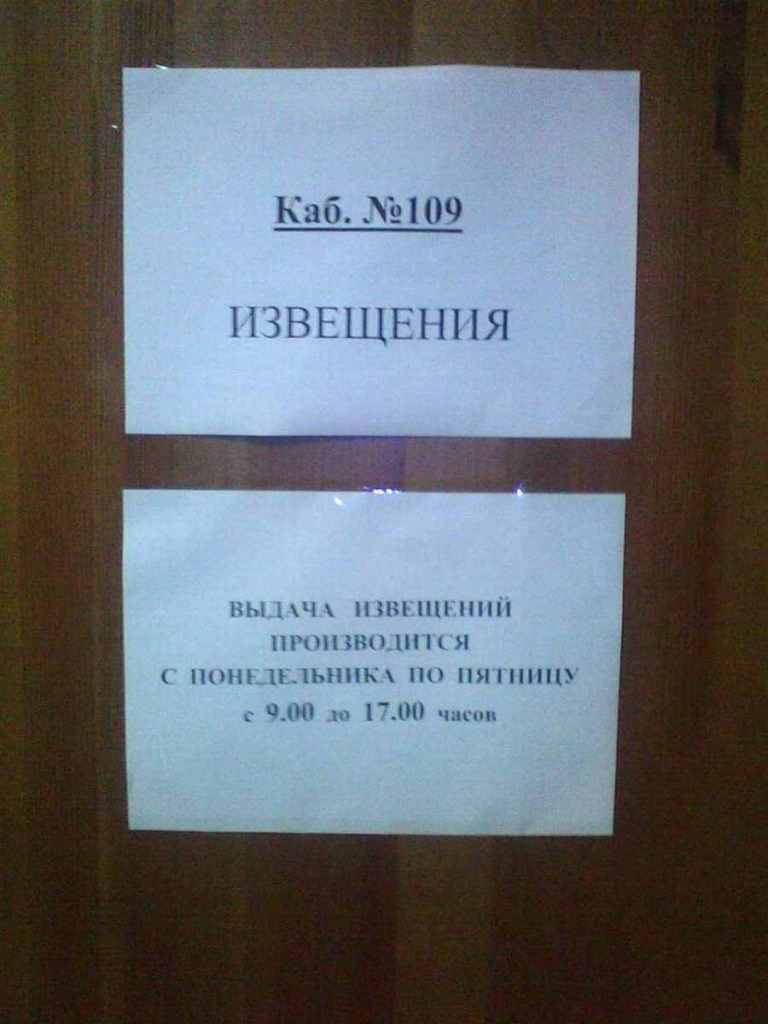 Каб. №109
ИЗВЕЩЕНИЯ
ВЫДАЧА ИЗВЕЩЕНИЙ
ПРОИЗВОДИТСЯ
С ПОНЕДЕЛЬНИКА ПО ПЯТНИЦУ
с 9.00 до 17.00 часов